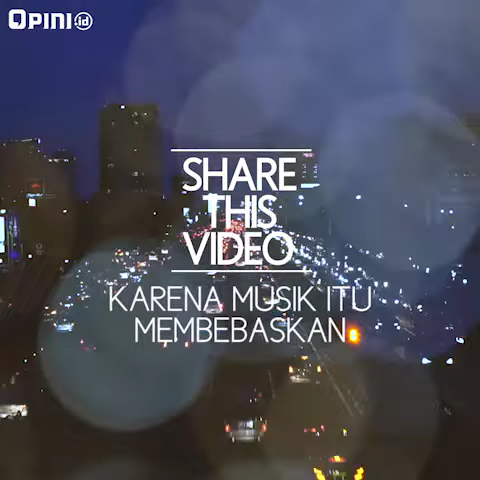 OPINI.id
SHARE
THIS
VIDEO
KARENA MUSIK ITU
MEMBEBASKAN